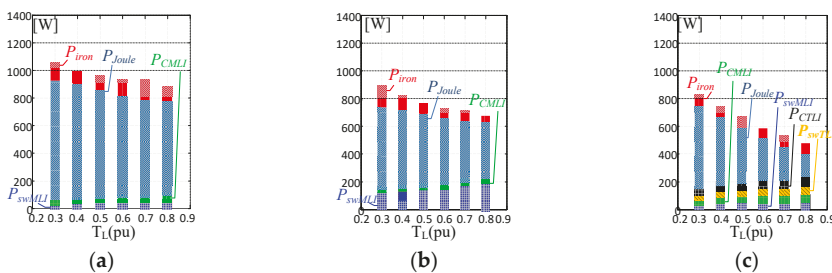 [W]
1400
1200
1000
800
600
400
200
0
P_iron
P_Joule
P_CMLI
P_swMLI
0.2 0.3 0.4 0.5 0.6 0.7 0.8 0.9
T_L(pu)
(a)
[W]
1400
1200
1000
800
600
400
200
0
P_iron
P_CMLI
P_Joule
P_swMLI
0.2 0.3 0.4 0.5 0.6 0.7 0.8 0.9
T_L(pu)
(b)
[W]
1400
1200
1000
800
600
400
200
0
P_iron
P_CMLI
P_Joule
P_swMLI
P_CTLI
0.2 0.3 0.4 0.5 0.6 0.7 0.8 0.9
T_L(pu)
(c)